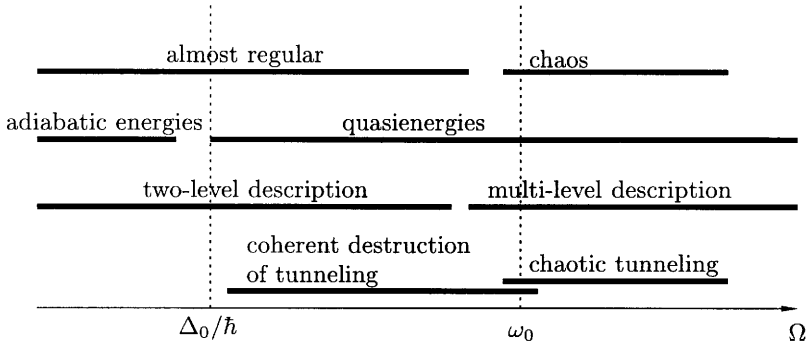 almost regular
chaos
adiabatic energies
quasienergies
two-level description
multi-level description
coherent destruction
of tunneling
chaotic tunneling
Δ₀/ħ
ω₀
Ω